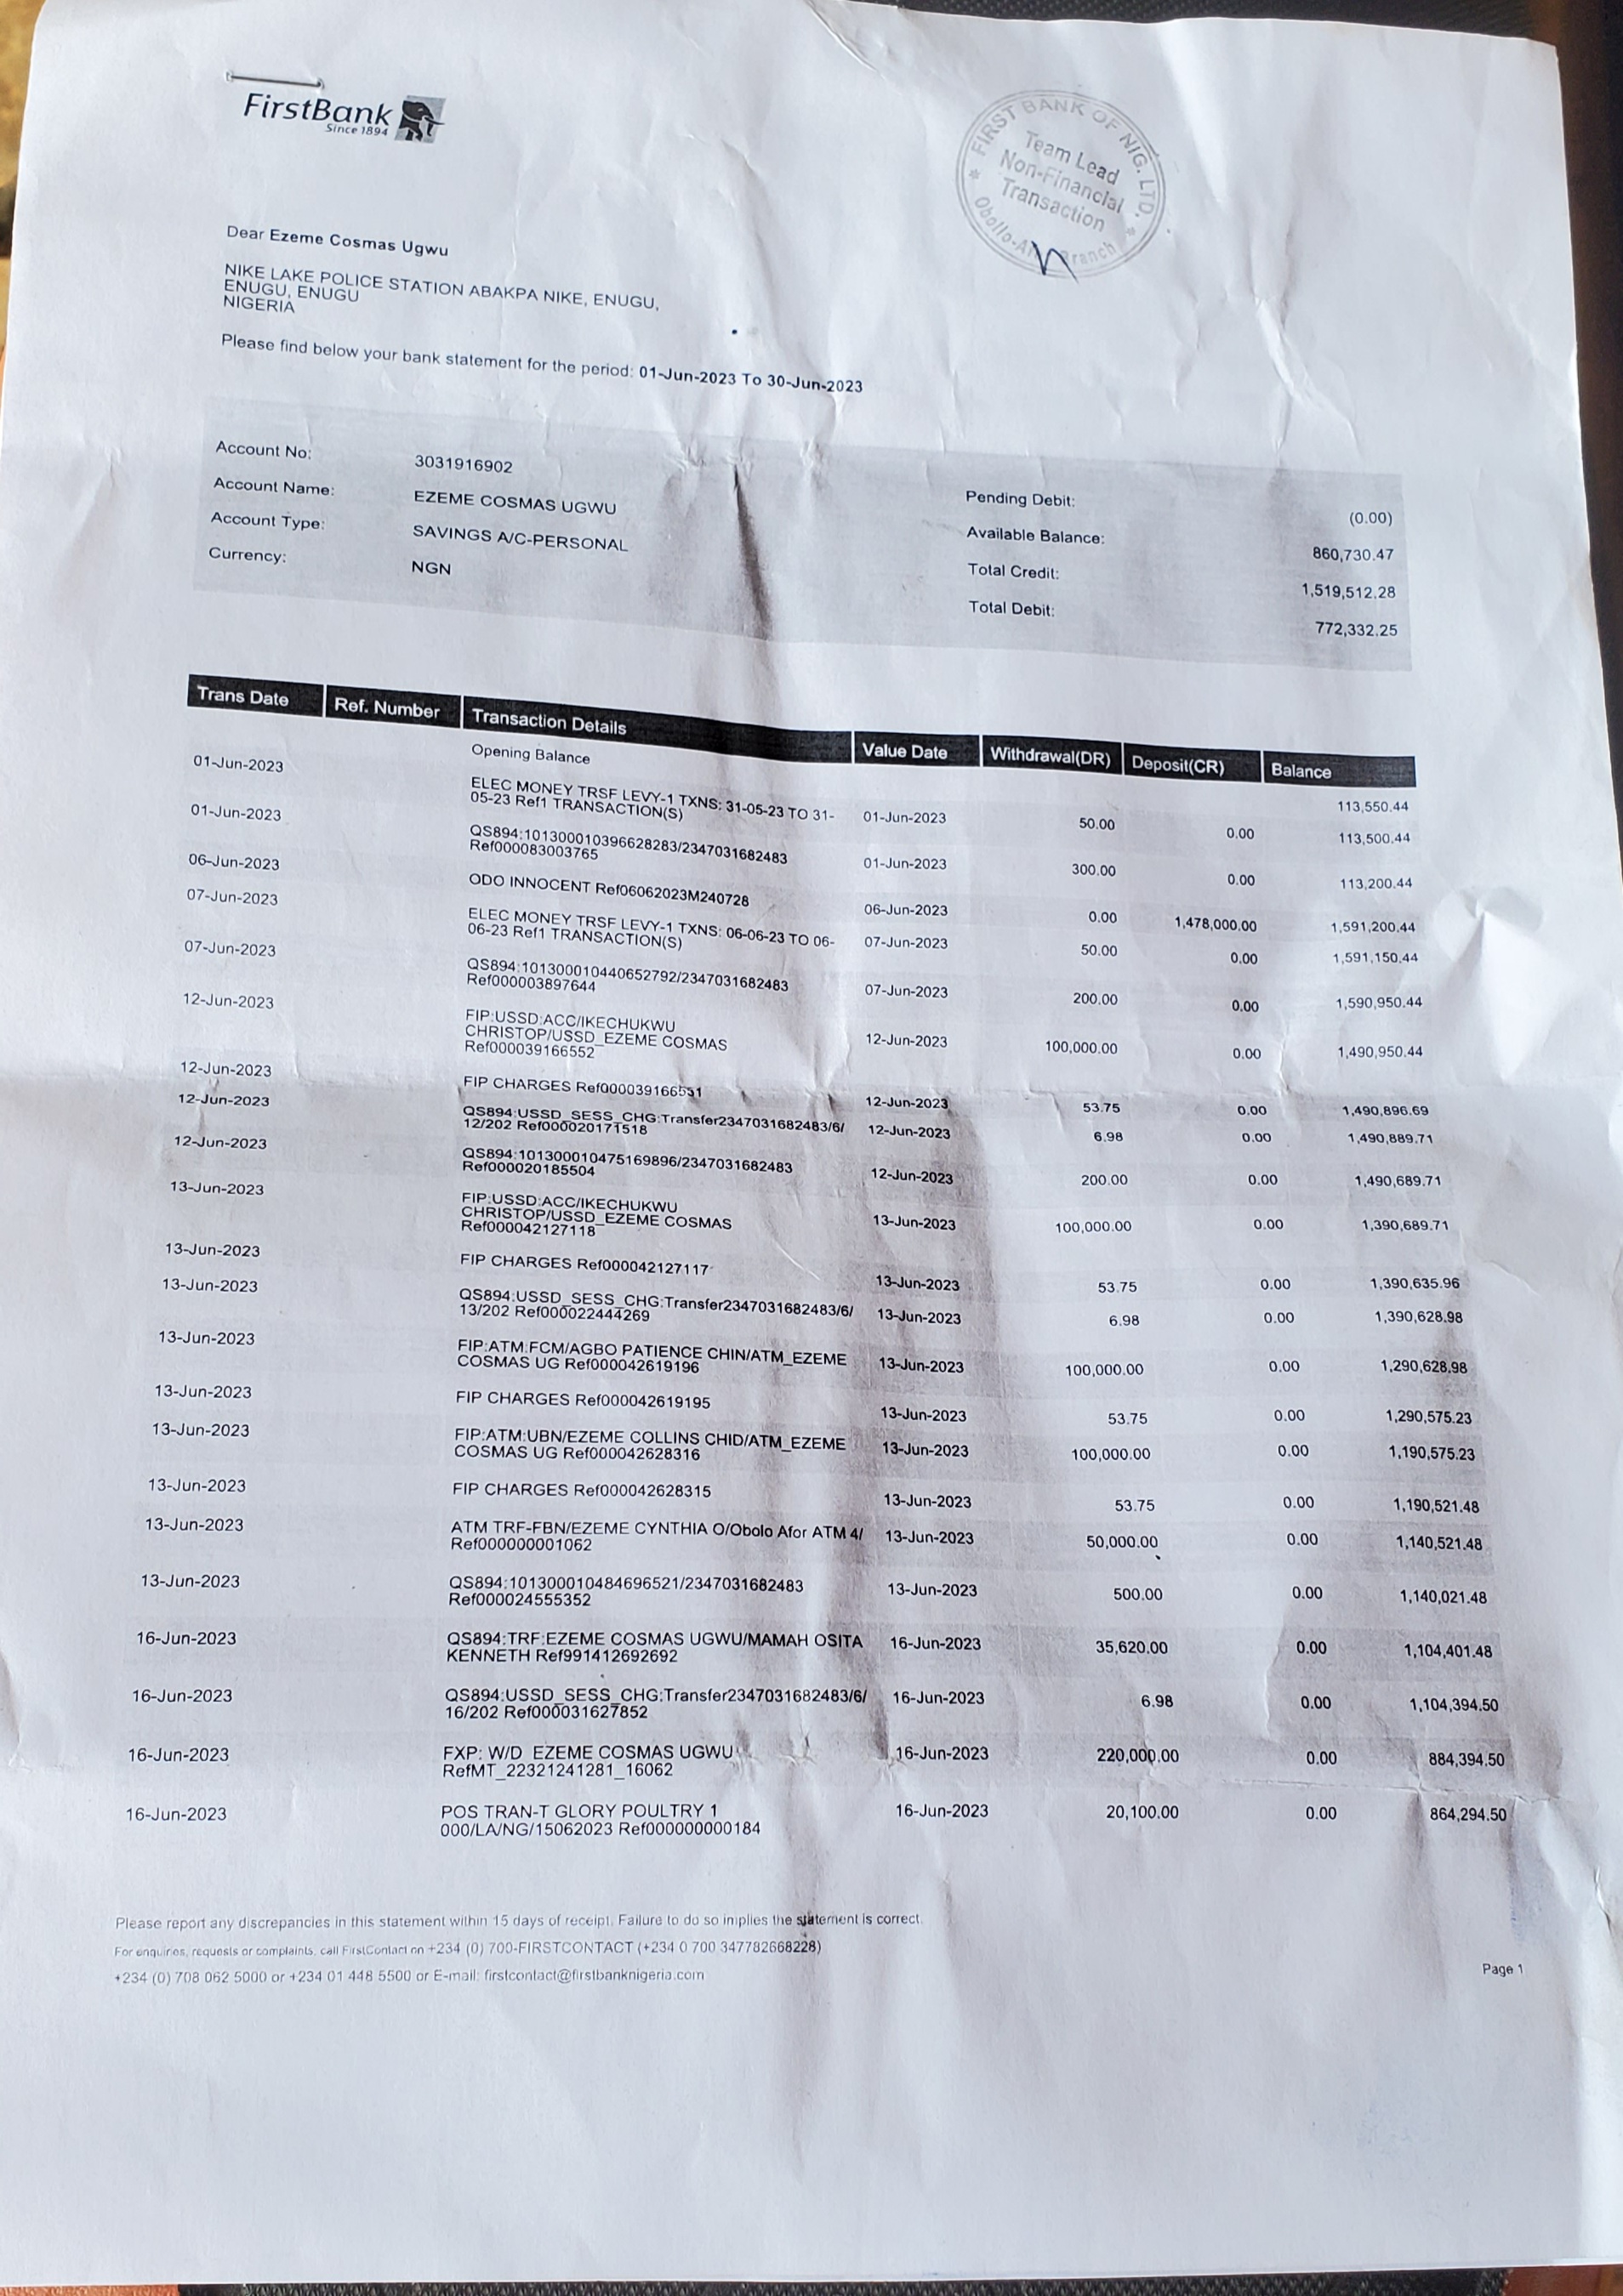 FirstBank
Since 1894
FIRST BANK OF NIG. LTD.
Team Lead
Non-Financial
Transaction
Branch
Dear Ezeme Cosmas Ugwu
NIKE LAKE POLICE STATION ABAKPA NIKE, ENUGU,
ENUGU, ENUGU
NIGERIA
Please find below your bank statement for the period: 01-Jun-2023 To 30-Jun-2023
Account No: 3031916902
Account Name: EZEME COSMAS UGWU
Account Type: SAVINGS A/C-PERSONAL
Currency: NGN
Pending Debit: (0.00)
Available Balance: 860,730.47
Total Credit: 1,519,512.28
Total Debit: 772,332.25
Trans Date Ref. Number Transaction Details Value Date Withdrawal(DR) Deposit(CR) Balance
Opening Balance 113,550.44
01-Jun-2023 ELEC MONEY TRSF LEVY-1 TXNS: 31-05-23 TO 31- 01-Jun-2023 50.00 0.00 113,500.44
05-23 Ref1 TRANSACTION(S)
01-Jun-2023 QS894:101300010396628283/2347031682483 01-Jun-2023 300.00 0.00 113,200.44
Ref000083003765
06-Jun-2023 ODO INNOCENT Ref06062023M240728 06-Jun-2023 0.00 1,478,000.00 1,591,200.44
07-Jun-2023 ELEC MONEY TRSF LEVY-1 TXNS: 06-06-23 TO 06- 07-Jun-2023 50.00 0.00 1,591,150.44
06-23 Ref1 TRANSACTION(S)
07-Jun-2023 QS894:101300010440652792/2347031682483 07-Jun-2023 200.00 0.00 1,590,950.44
Ref000003897644
12-Jun-2023 FIP:USSD:ACC/IKECHUKWU 12-Jun-2023 100,000.00 0.00 1,490,950.44
CHRISTOP/USSD_EZEME COSMAS
Ref000039166552
12-Jun-2023 FIP CHARGES Ref000039166551 12-Jun-2023 53.75 0.00 1,490,896.69
12-Jun-2023 QS894:USSD_SESS_CHG:Transfer2347031682483/6/ 12-Jun-2023 6.98 0.00 1,490,889.71
12/202 Ref000020171518
12-Jun-2023 QS894:101300010475169896/2347031682483 12-Jun-2023 200.00 0.00 1,490,689.71
Ref000020185504
13-Jun-2023 FIP:USSD:ACC/IKECHUKWU 13-Jun-2023 100,000.00 0.00 1,390,689.71
CHRISTOP/USSD_EZEME COSMAS
Ref000042127118
13-Jun-2023 FIP CHARGES Ref000042127117 13-Jun-2023 53.75 0.00 1,390,635.96
13-Jun-2023 QS894:USSD_SESS_CHG:Transfer2347031682483/6/ 13-Jun-2023 6.98 0.00 1,390,628.98
13/202 Ref000022444269
13-Jun-2023 FIP:ATM:FCM/AGBO PATIENCE CHIN/ATM_EZEME 13-Jun-2023 100,000.00 0.00 1,290,628.98
COSMAS UG Ref000042619196
13-Jun-2023 FIP CHARGES Ref000042619195 13-Jun-2023 53.75 0.00 1,290,575.23
13-Jun-2023 FIP:ATM:UBN/EZEME COLLINS CHID/ATM_EZEME 13-Jun-2023 100,000.00 0.00 1,190,575.23
COSMAS UG Ref000042628316
13-Jun-2023 FIP CHARGES Ref000042628315 13-Jun-2023 53.75 0.00 1,190,521.48
13-Jun-2023 ATM TRF-FBN/EZEME CYNTHIA O/Obolo Afor ATM 4/ 13-Jun-2023 50,000.00 0.00 1,140,521.48
Ref000000001062
13-Jun-2023 QS894:101300010484696521/2347031682483 13-Jun-2023 500.00 0.00 1,140,021.48
Ref000024555352
16-Jun-2023 QS894:TRF:EZEME COSMAS UGWU/MAMAH OSITA 16-Jun-2023 35,620.00 0.00 1,104,401.48
KENNETH Ref991412692692
16-Jun-2023 QS894:USSD_SESS_CHG:Transfer2347031682483/6/ 16-Jun-2023 6.98 0.00 1,104,394.50
16/202 Ref000031627852
16-Jun-2023 FXP: W/D EZEME COSMAS UGWU 16-Jun-2023 220,000.00 0.00 884,394.50
RefMT_22321241281_16062
16-Jun-2023 POS TRAN-T GLORY POULTRY 1 16-Jun-2023 20,100.00 0.00 864,294.50
000/LA/NG/15062023 Ref000000000184
Please report any discrepancies in this statement within 15 days of receipt. Failure to do so implies the statement is correct.
For enquiries, requests or complaints, call FirstContact on +234 (0) 700-FIRSTCONTACT (+234 0 700 347782668228)
+234 (0) 708 062 5000 or +234 01 448 5500 or E-mail: firstcontact@firstbanknigeria.com
Page 1